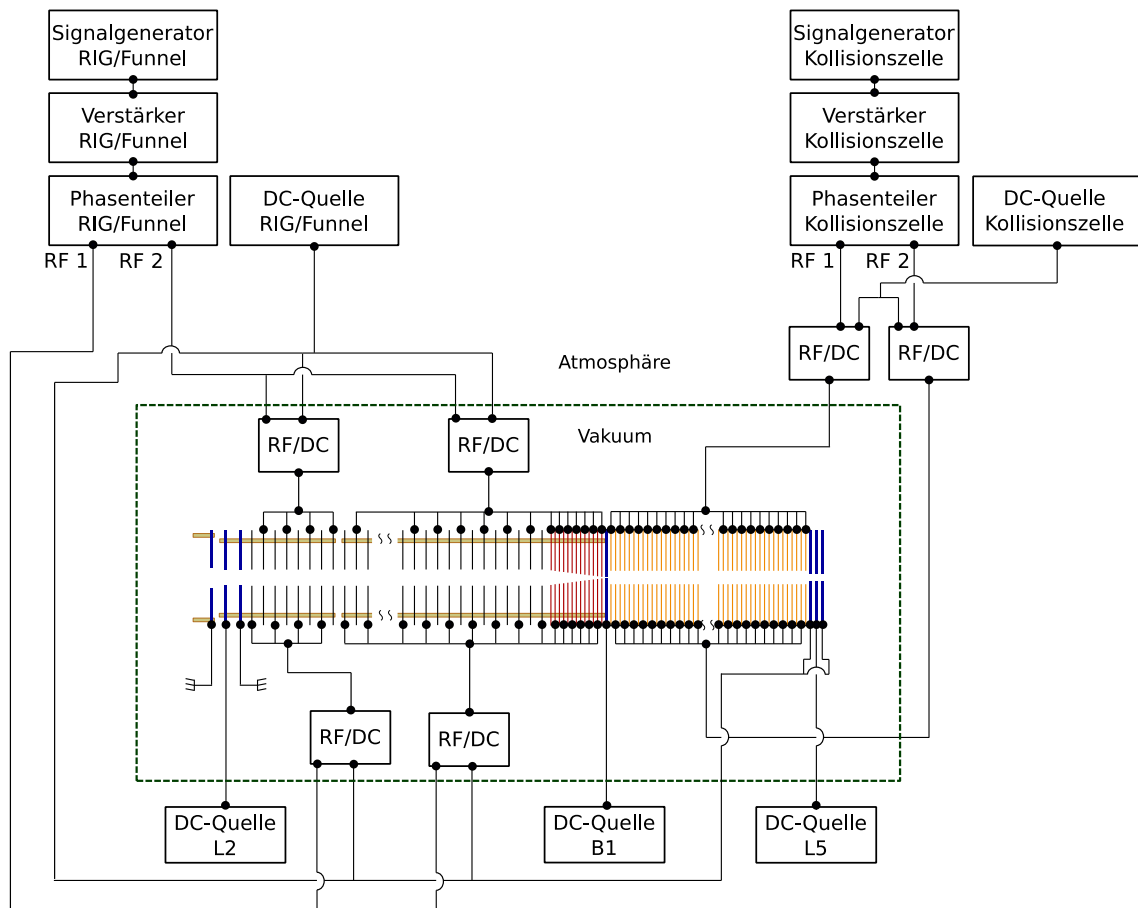 Signalgenerator
RIG/Funnel
Signalgenerator
Kollisionszelle
Verstärker
RIG/Funnel
Verstärker
Kollisionszelle
Phasenteiler
RIG/Funnel
DC-Quelle
RIG/Funnel
Phasenteiler
Kollisionszelle
DC-Quelle
Kollisionszelle
RF 1
RF 2
RF 1
RF 2
RF/DC
RF/DC
Atmosphäre
Vakuum
RF/DC
RF/DC
RF/DC
RF/DC
DC-Quelle
L2
DC-Quelle
B1
DC-Quelle
L5